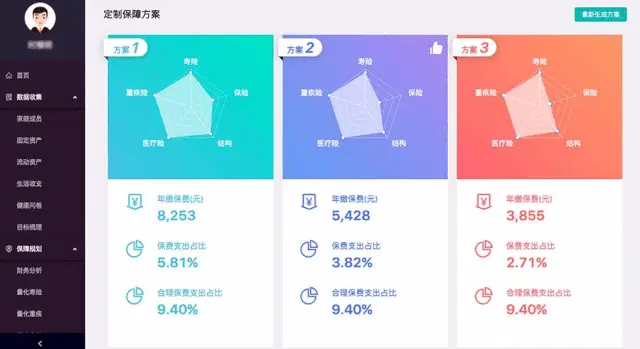 定制保障方案
重新生成方案
首页
数据收集
家庭成员
固定资产
流动资产
生活收支
健康问卷
目标梳理
保障规划
财务分析
量化寿险
量化重疾
方案 1
寿险
重疾险
保险
医疗险
结构
年缴保费(元)
8,253
保费支出占比
5.81%
合理保费支出占比
9.40%
方案 2
寿险
重疾险
保险
医疗险
结构
年缴保费(元)
5,428
保费支出占比
3.82%
合理保费支出占比
9.40%
方案 3
寿险
重疾险
保险
医疗险
结构
年缴保费(元)
3,855
保费支出占比
2.71%
合理保费支出占比
9.40%